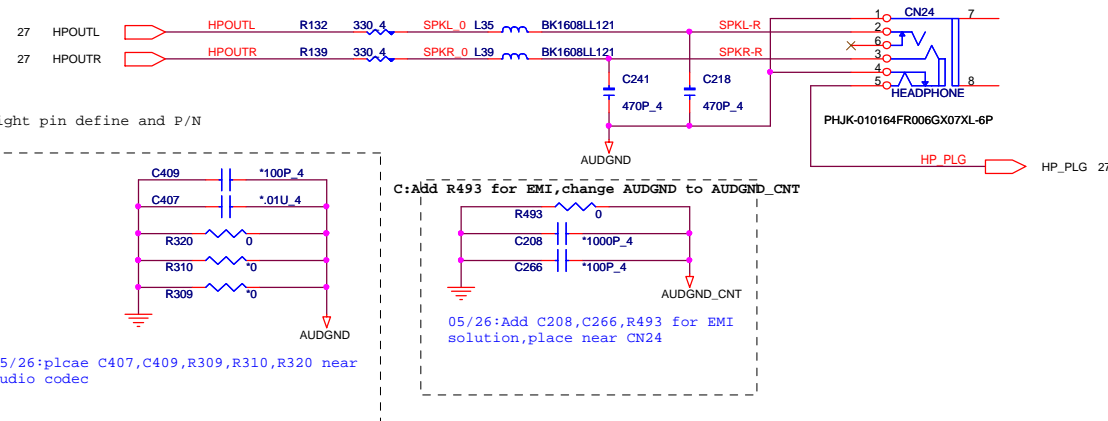 27 HPOUTL HPOUTL R132 330_4 SPKL_0 L35 BK1608LL121 SPKL-R 1 CN24 7
2
6
27 HPOUTR HPOUTR R139 330_4 SPKR_0 L39 BK1608LL121 SPKR-R 3
4
5 8
HEADPHONE
C241 C218
470P_4 470P_4
PHJK-010164FR006GX07XL-6P
ight pin define and P/N
AUDGND
HP_PLG HP_PLG 27
C409 *100P_4
C407 *.01U_4
R320 0
R310 *0
R309 *0
AUDGND
5/26:plcae C407,C409,R309,R310,R320 near
udio codec
C:Add R493 for EMI,change AUDGND to AUDGND_CNT
R493 0
C208 *1000P_4
C266 *100P_4
AUDGND_CNT
05/26:Add C208,C266,R493 for EMI
solution,place near CN24